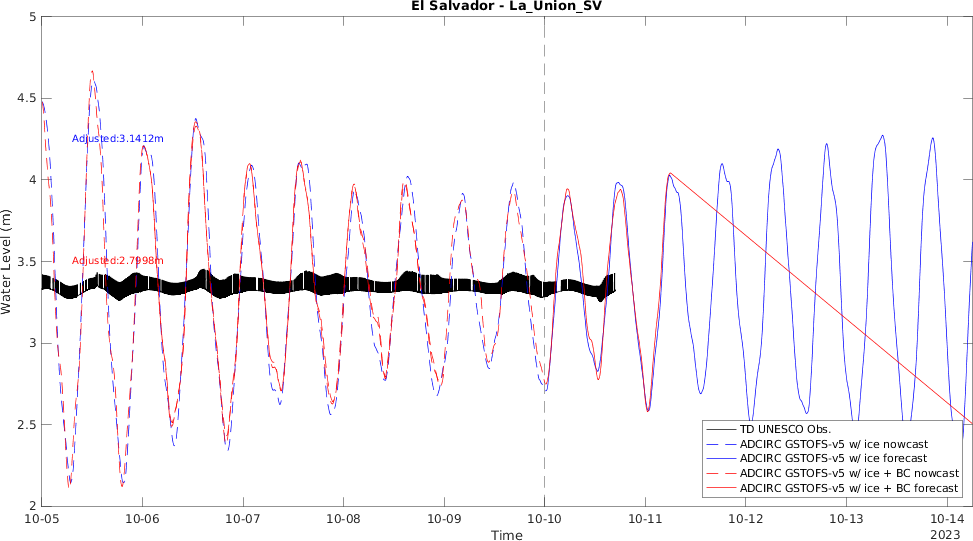 El Salvador - La_Union_SV
5
4.5
4
3.5
3
2.5
2
Water Level (m)
Adjusted:3.1412m
Adjusted:2.7998m
TD UNESCO Obs.
ADCIRC GSTOFS-v5 w/ ice nowcast
ADCIRC GSTOFS-v5 w/ ice forecast
ADCIRC GSTOFS-v5 w/ ice + BC nowcast
ADCIRC GSTOFS-v5 w/ ice + BC forecast
10-05 10-06 10-07 10-08 10-09 10-10 10-11 10-12 10-13 10-14
2023
Time